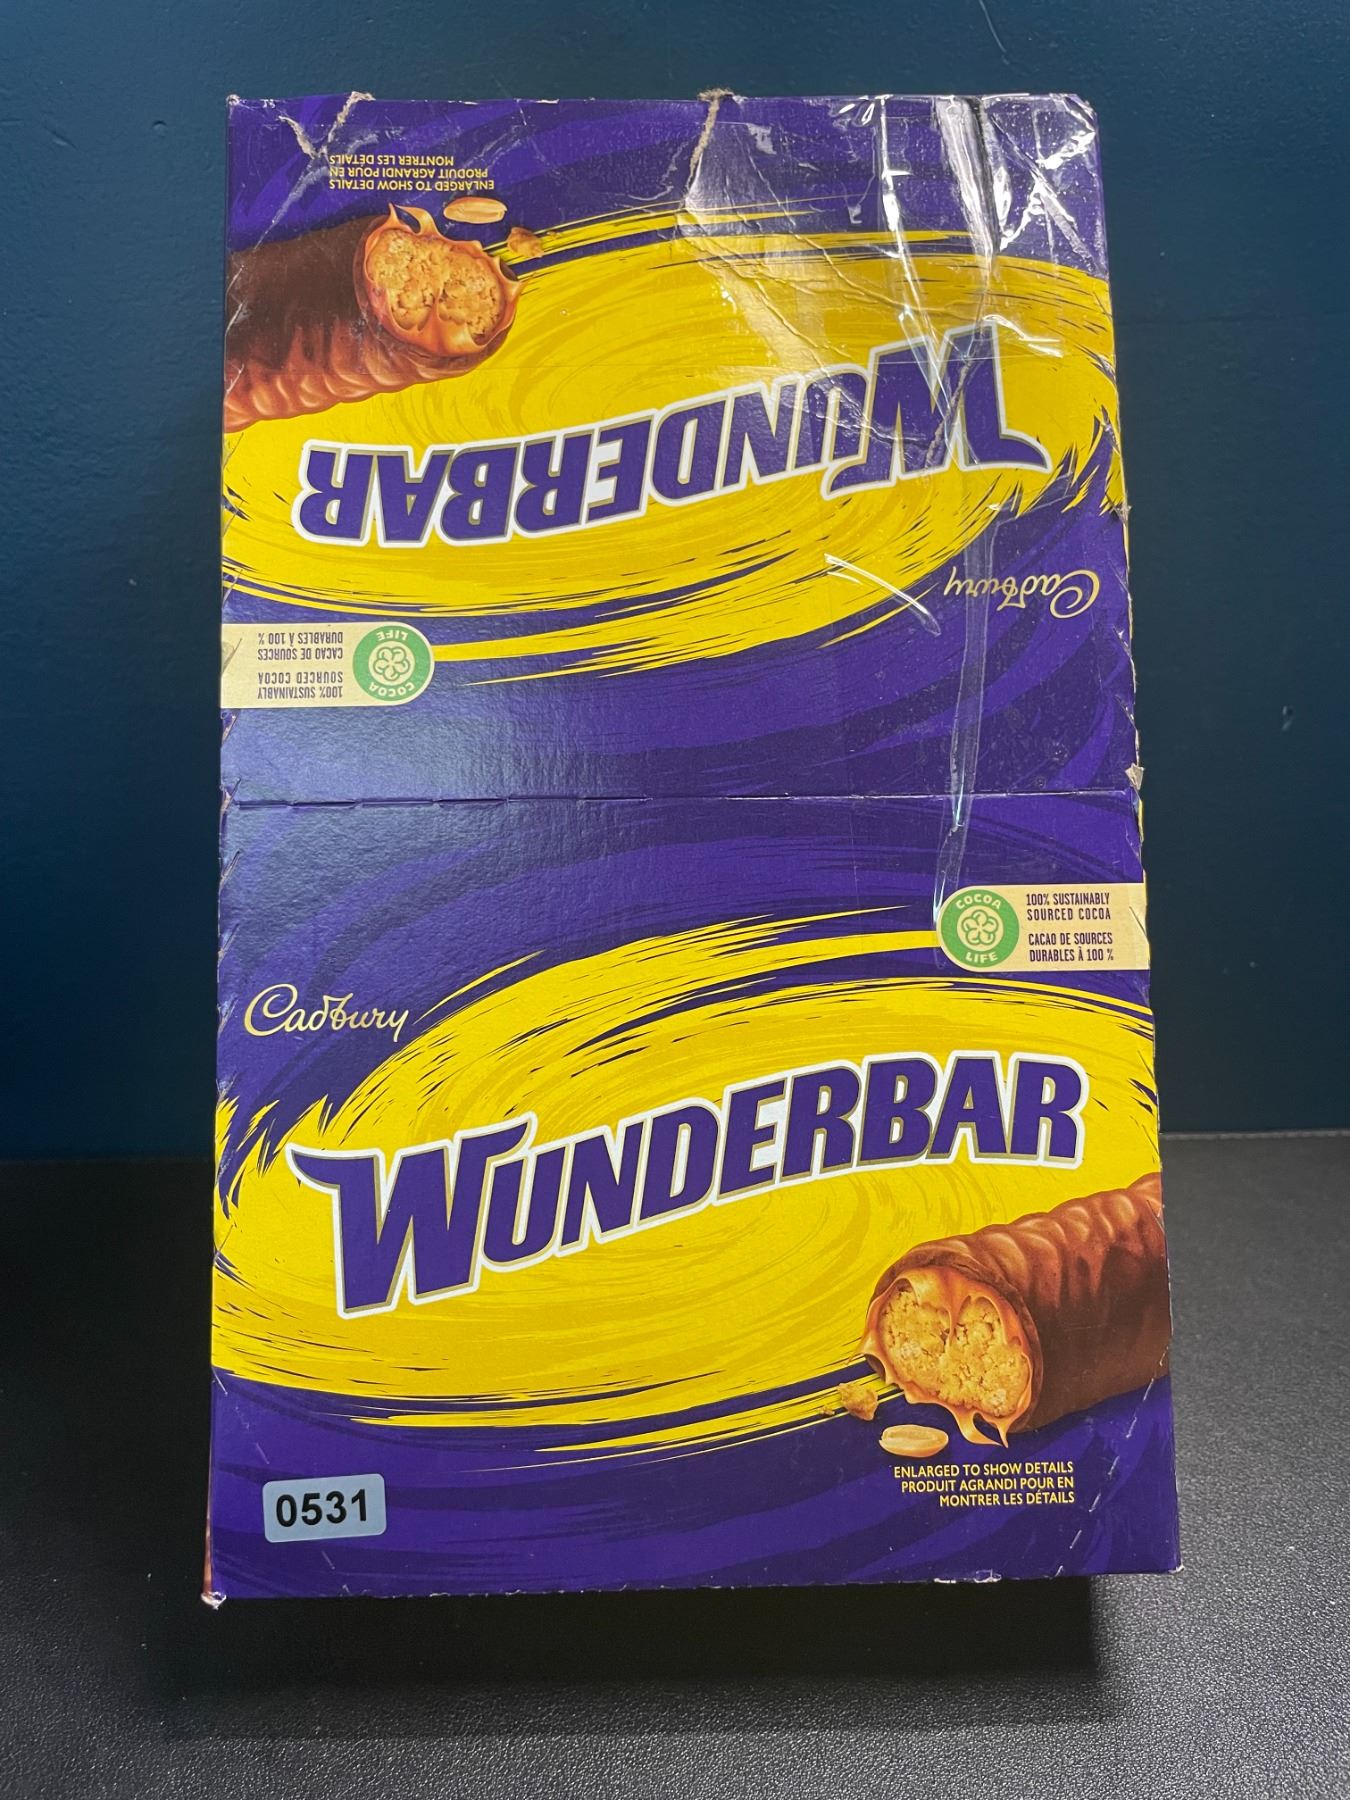 ENLARGED TO SHOW DETAILS
PRODUIT AGRANDI POUR EN
MONTRER LES DÉTAILS
WUNDERBAR
Cadbury
COCOA
LIFE
100% SUSTAINABLY
SOURCED COCOA
CACAO DE SOURCES
DURABLES À 100 %
COCOA
LIFE
100% SUSTAINABLY
SOURCED COCOA
CACAO DE SOURCES
DURABLES À 100 %
Cadbury
WUNDERBAR
ENLARGED TO SHOW DETAILS
PRODUIT AGRANDI POUR EN
MONTRER LES DÉTAILS
0531